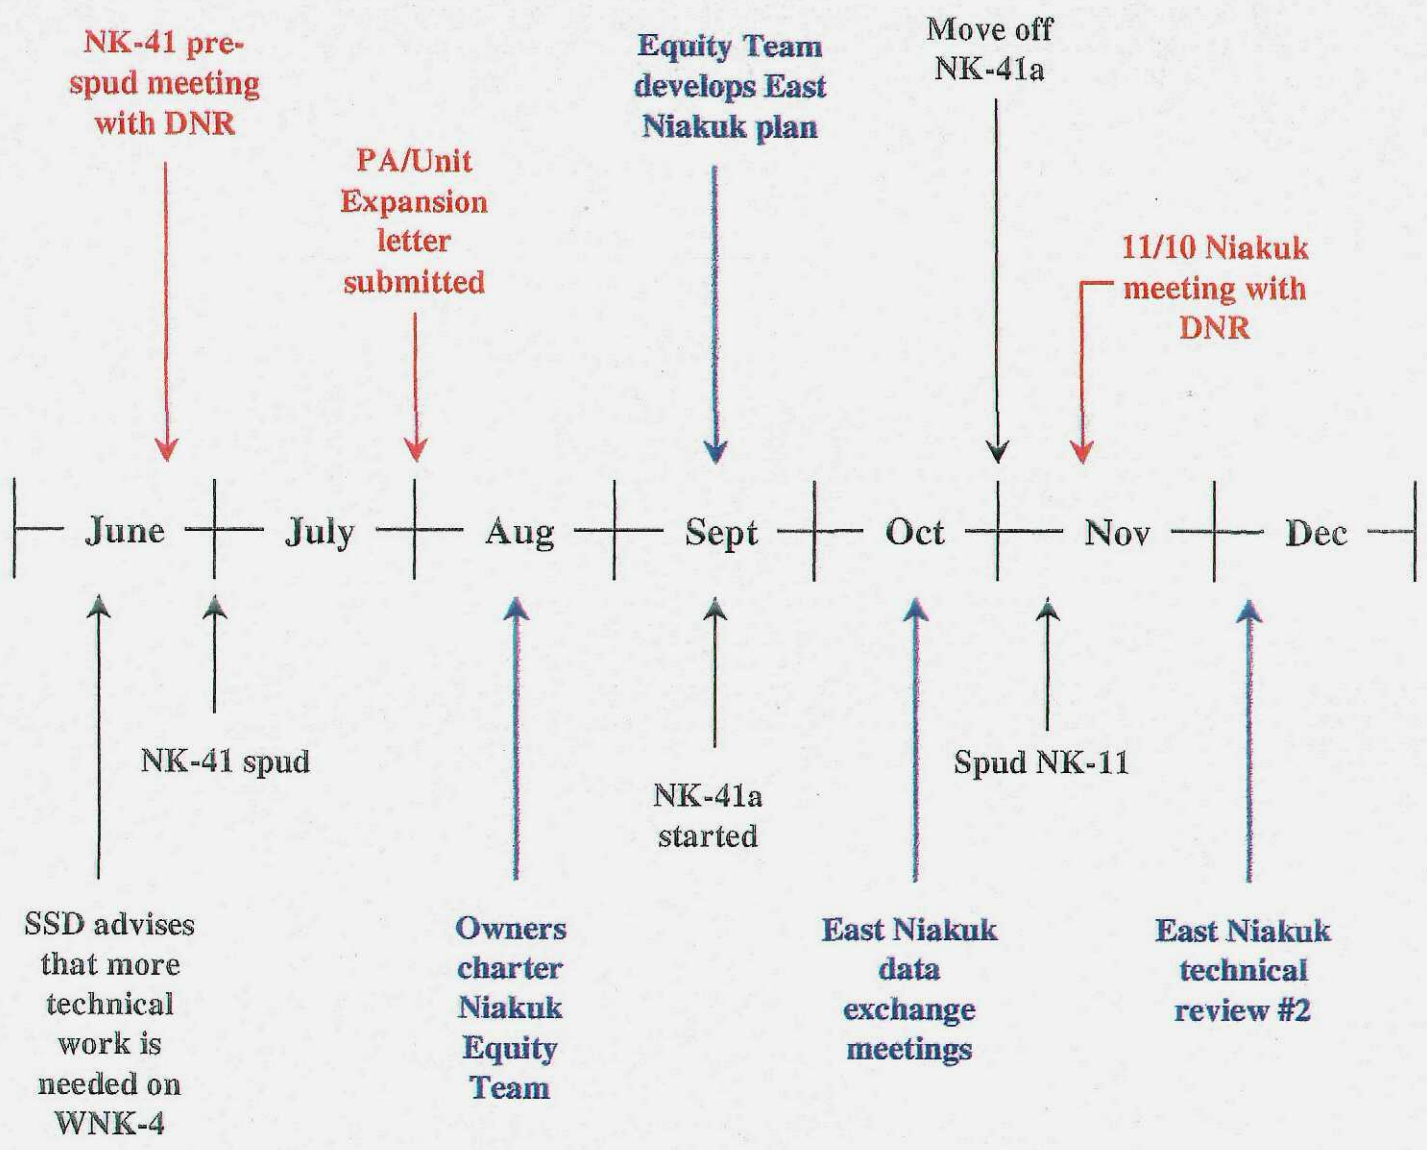 NK-41 pre-
spud meeting
with DNR
PA/Unit
Expansion
letter
submitted
Equity Team
develops East
Niakuk plan
Move off
NK-41a
11/10 Niakuk
meeting with
DNR
June
July
Aug
Sept
Oct
Nov
Dec
SSD advises
that more
technical
work is
needed on
WNK-4
NK-41 spud
Owners
charter
Niakuk
Equity
Team
NK-41a
started
East Niakuk
data
exchange
meetings
Spud NK-11
East Niakuk
technical
review #2